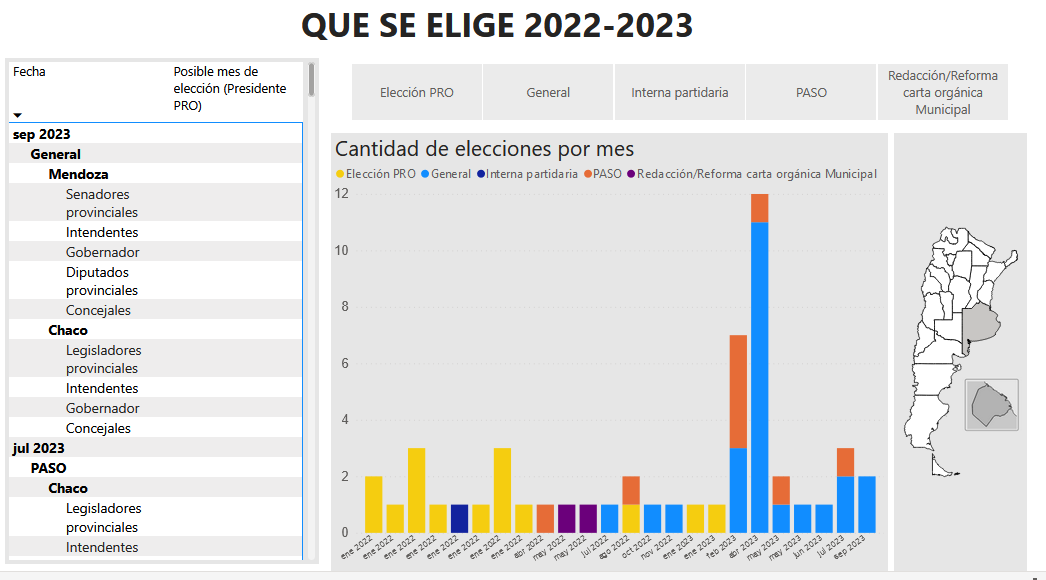 QUE SE ELIGE 2022-2023
Fecha
Posible mes de
elección (Presidente
PRO)
sep 2023
General
Mendoza
Senadores
provinciales
Intendentes
Gobernador
Diputados
provinciales
Concejales
Chaco
Legisladores
provinciales
Intendentes
Gobernador
Concejales
jul 2023
PASO
Chaco
Legisladores
provinciales
Intendentes
Elección PRO
General
Interna partidaria
PASO
Redacción/Reforma
carta orgánica
Municipal
Cantidad de elecciones por mes
Elección PRO General Interna partidaria PASO Redacción/Reforma carta orgánica Municipal
12
10
8
6
4
2
0
ene 2022
ene 2022
ene 2022
ene 2022
ene 2022
ene 2022
ene 2022
ene 2022
abr 2022
may 2022
may 2022
jul 2022
ago 2022
oct 2022
nov 2022
ene 2023
ene 2023
feb 2023
abr 2023
may 2023
may 2023
jun 2023
jul 2023
sep 2023